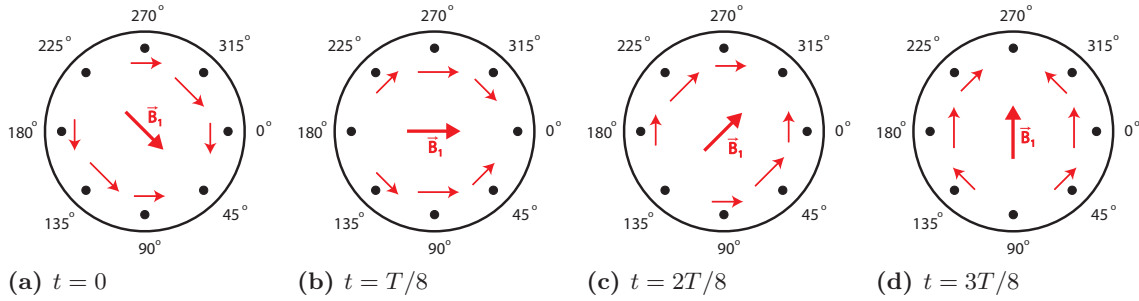 270° 270° 270° 270°
225° 315° 225° 315° 225° 315° 225° 315°
180° B⃗₁ 0° 180° B⃗₁ 0° 180° B⃗₁ 0° 180° B⃗₁ 0°
135° 45° 135° 45° 135° 45° 135° 45°
90° 90° 90° 90°
(a) t = 0 (b) t = T/8 (c) t = 2T/8 (d) t = 3T/8